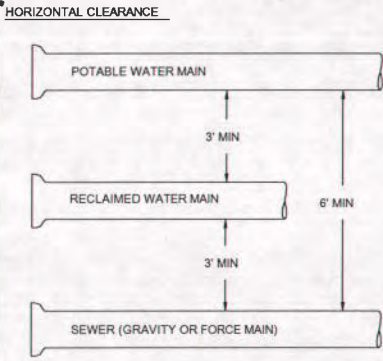 HORIZONTAL CLEARANCE
POTABLE WATER MAIN
3' MIN
RECLAIMED WATER MAIN
6' MIN
3' MIN
SEWER (GRAVITY OR FORCE MAIN)